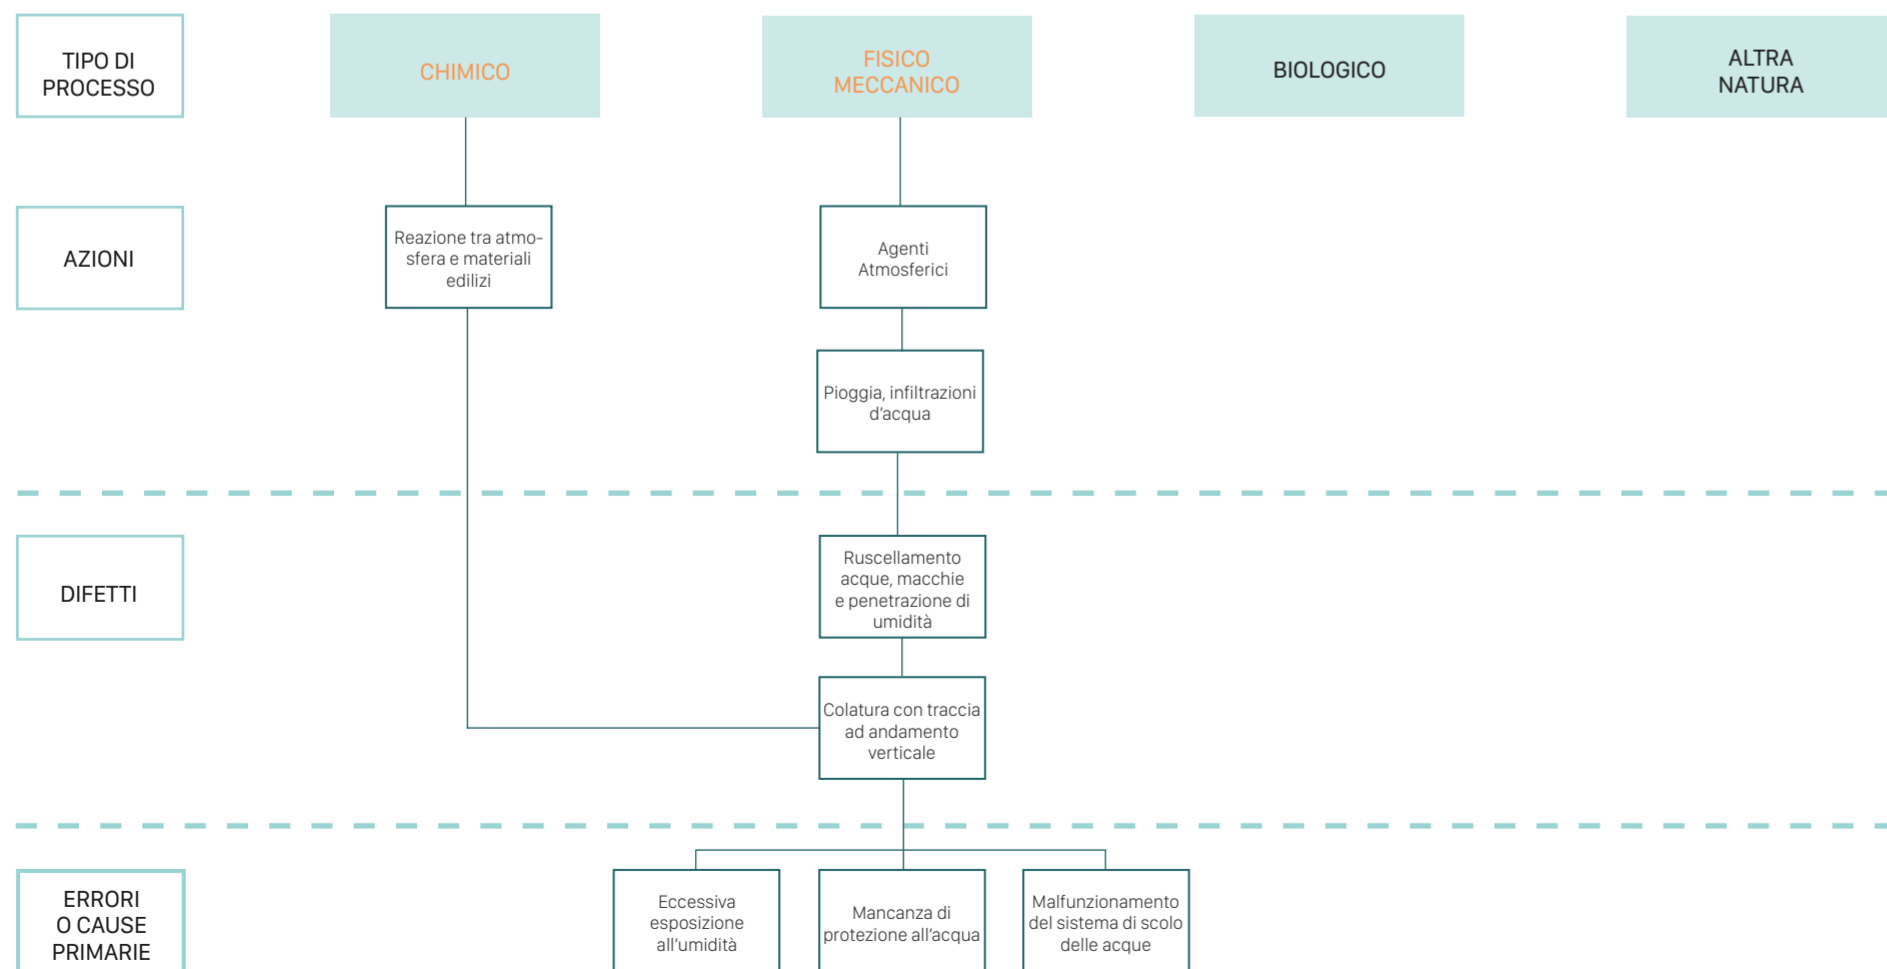 TIPO DI
PROCESSO
CHIMICO
FISICO
MECCANICO
BIOLOGICO
ALTRA
NATURA
AZIONI
Reazione tra atmo-
sfera e materiali
edilizi
Agenti
Atmosferici
Pioggia, infiltrazioni
d'acqua
DIFETTI
Ruscellamento
acque, macchie
e penetrazione di
umidità
Colatura con traccia
ad andamento
verticale
ERRORI
O CAUSE
PRIMARIE
Eccessiva
esposizione
all'umidità
Mancanza di
protezione all'acqua
Malfunzionamento
del sistema di scolo
delle acque